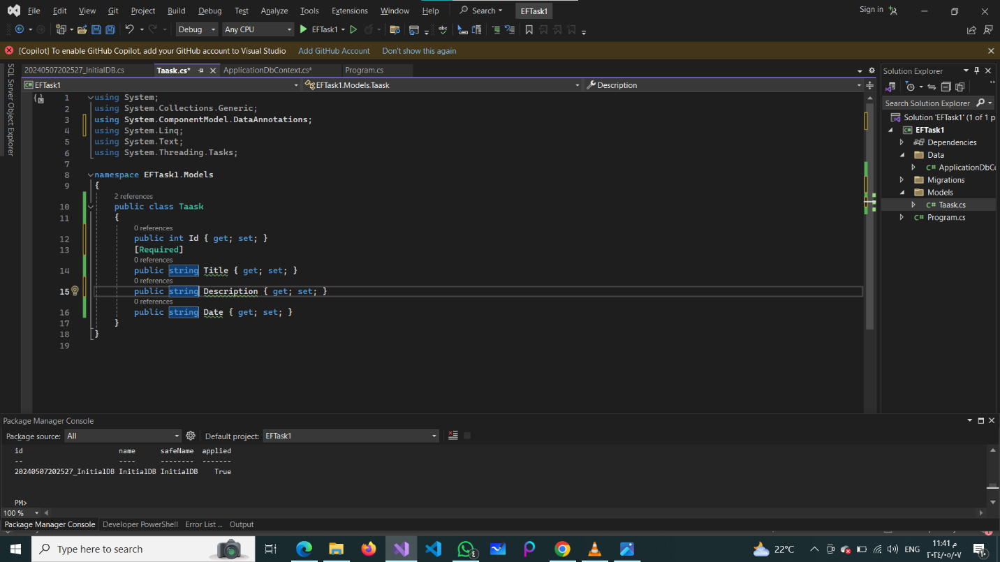 File Edit View Git Project Build Debug Test Analyze Tools Extensions Window Help Search EFTask1 Sign in
Debug Any CPU EFTask1
[Copilot] To enable GitHub Copilot, add your GitHub account to Visual Studio Add GitHub Account Don't show this again
SQL Server Object Explorer
20240507202527_InitialDB.cs Taask.cs* ApplicationDbContext.cs* Program.cs
EFTask1 EFTask1.Models.Taask Description
1 using System;
2 using System.Collections.Generic;
3 using System.ComponentModel.DataAnnotations;
4 using System.Linq;
5 using System.Text;
6 using System.Threading.Tasks;
7
8 namespace EFTask1.Models
9 {
2 references
10 public class Taask
11 {
0 references
12 public int Id { get; set; }
13 [Required]
0 references
14 public string Title { get; set; }
0 references
15 public string Description { get; set; }
0 references
16 public string Date { get; set; }
17 }
18 }
19
Solution Explorer
Search Solution Explorer
Solution 'EFTask1' (1 of 1 p
EFTask1
Dependencies
Data
C# ApplicationDbCo
Migrations
Models
C# Taask.cs
C# Program.cs
Package Manager Console
Package source: All Default project: EFTask1
id name safeName applied
-- ---- -------- -------
20240507202527_InitialDB InitialDB InitialDB True
PM>
100 %
Package Manager Console Developer PowerShell Error List ... Output
Type here to search
22°C ENG
11:41 م
٢٠٢٤/٠٥/٠٧